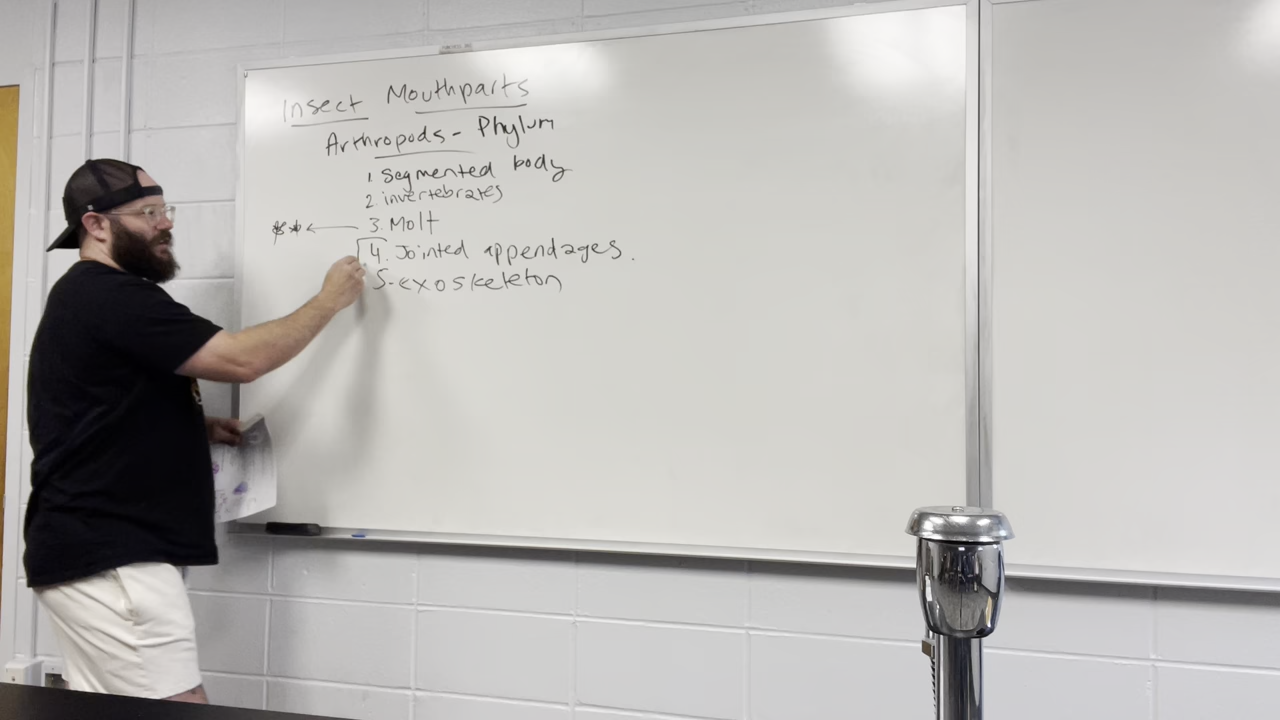 Insect Mouthparts
Arthropods - Phylum
1. Segmented body
2. invertebrates
** ← 3. Molt
4. Jointed appendages.
5. exoskeleton